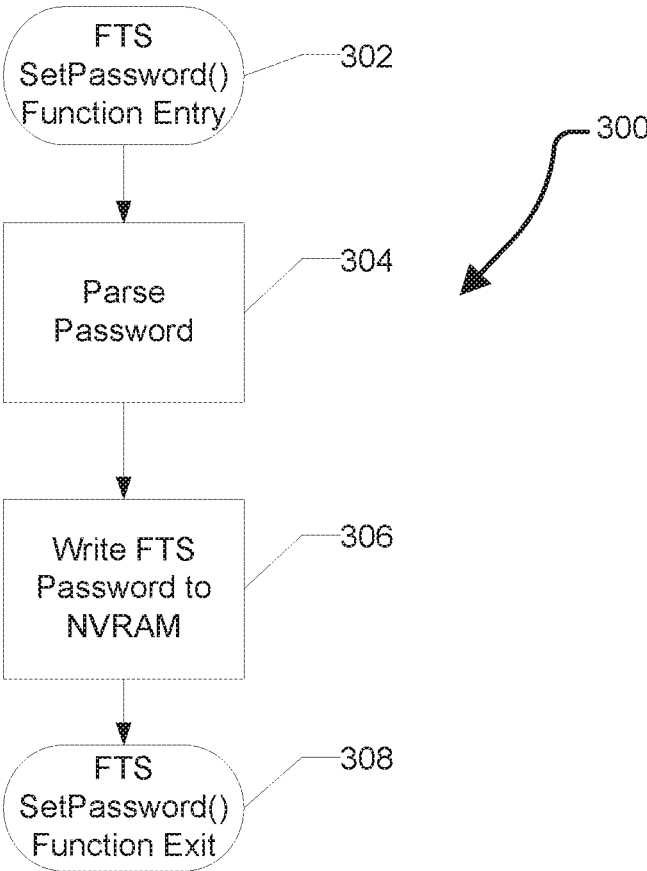 FTS
SetPassword()
Function Entry
302
300
Parse
Password
304
Write FTS
Password to
NVRAM
306
FTS
SetPassword()
Function Exit
308